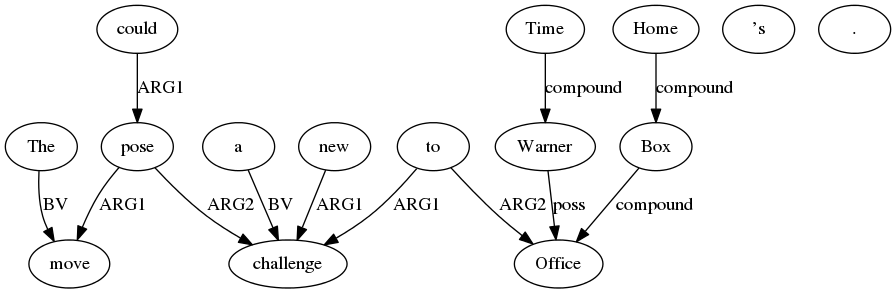 could Time Home 's .
ARG1 compound compound
The pose a new to Warner Box
BV ARG1 ARG2 BV ARG1 ARG1 ARG2 poss compound
move challenge Office